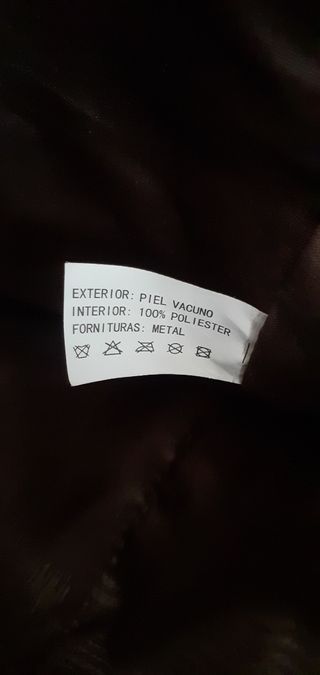 EXTERIOR: PIEL VACUNO
INTERIOR: 100% POLIESTER
FORNITURAS: METAL